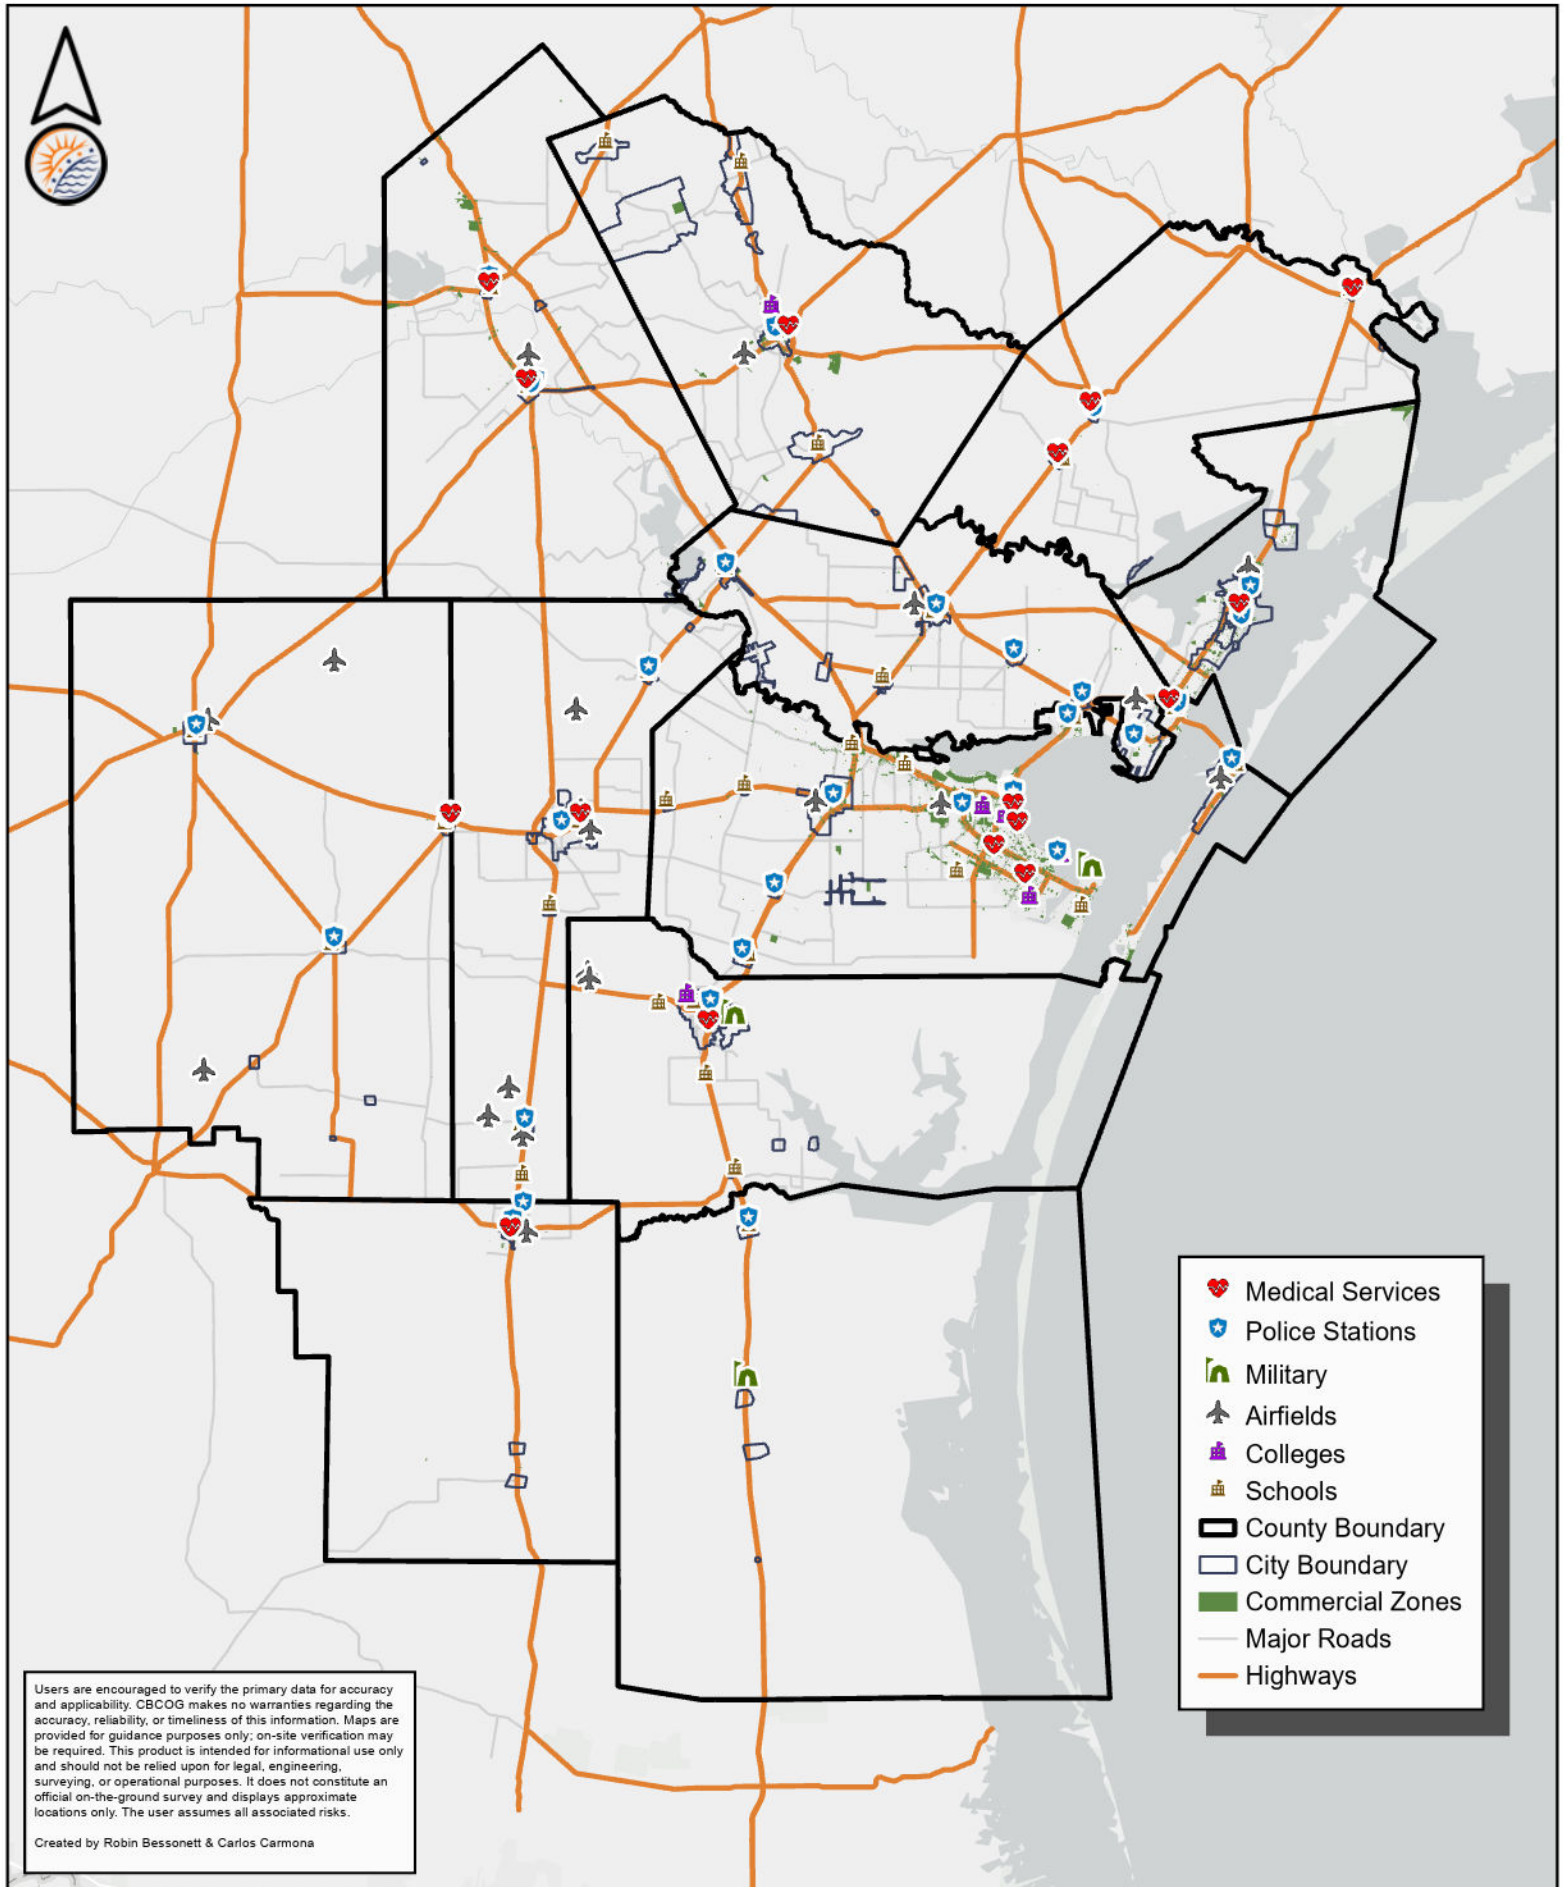 Medical Services
Police Stations
Military
Airfields
Colleges
Schools
County Boundary
City Boundary
Commercial Zones
Major Roads
Highways
Users are encouraged to verify the primary data for accuracy
and applicability. CBCOG makes no warranties regarding the
accuracy, reliability, or timeliness of this information. Maps are
provided for guidance purposes only; on-site verification may
be required. This product is intended for informational use only
and should not be relied upon for legal, engineering,
surveying, or operational purposes. It does not constitute an
official on-the-ground survey and displays approximate
locations only. The user assumes all associated risks.
Created by Robin Bessonett & Carlos Carmona